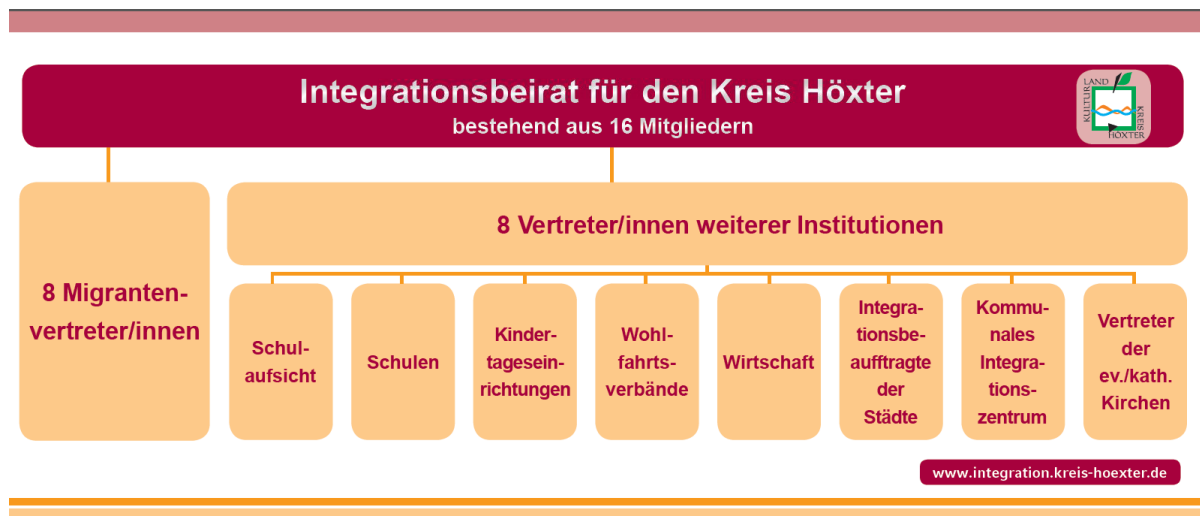 Integrationsbeirat für den Kreis Höxter
bestehend aus 16 Mitgliedern
KULTUR
LAND
KREIS
HÖXTER
8 Migranten-
vertreter/innen
8 Vertreter/innen weiterer Institutionen
Schul-
aufsicht
Schulen
Kinder-
tagesein-
richtungen
Wohl-
fahrts-
verbände
Wirtschaft
Integra-
tionsbe-
aufftragte
der
Städte
Kommu-
nales
Integra-
tions-
zentrum
Vertreter
der
ev./kath.
Kirchen
www.integration.kreis-hoexter.de